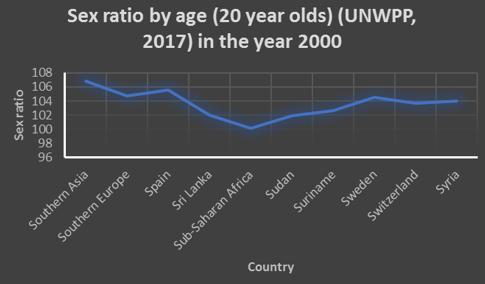 Sex ratio by age (20 year olds) (UNWPP,
2017) in the year 2000
108
106
104
102
100
98
96
Sex ratio
Southern Asia
Southern Europe
Spain
Sri Lanka
Sub-Saharan Africa
Sudan
Suriname
Sweden
Switzerland
Syria
Country